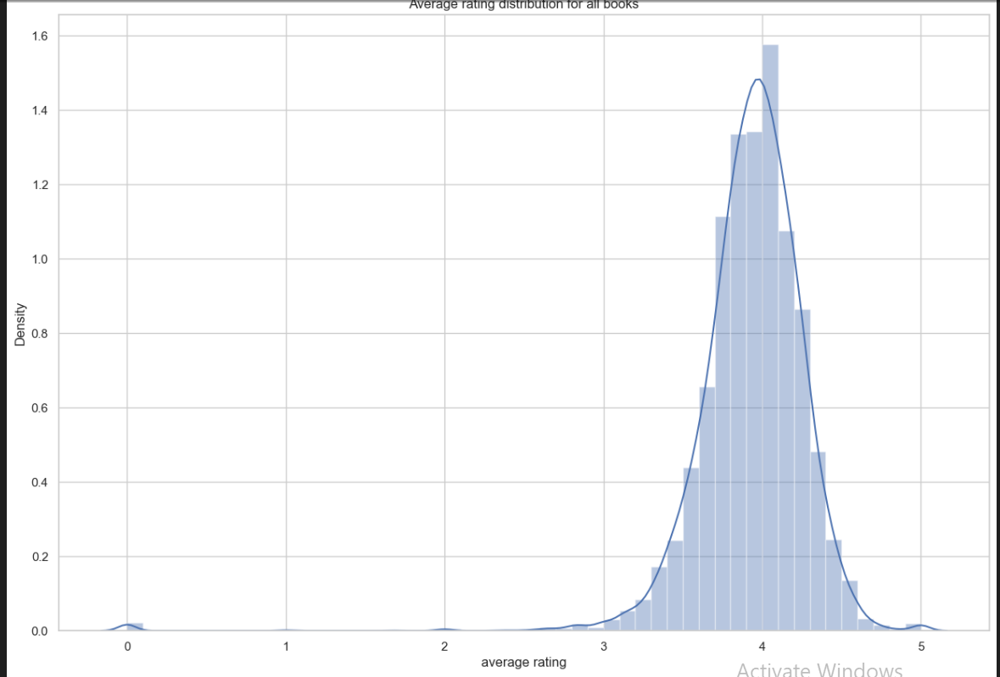 Average rating distribution for all books
1.6
1.4
1.2
1.0
0.8
0.6
0.4
0.2
0.0
Density
0 1 2 3 4 5
average rating
Activate Windows